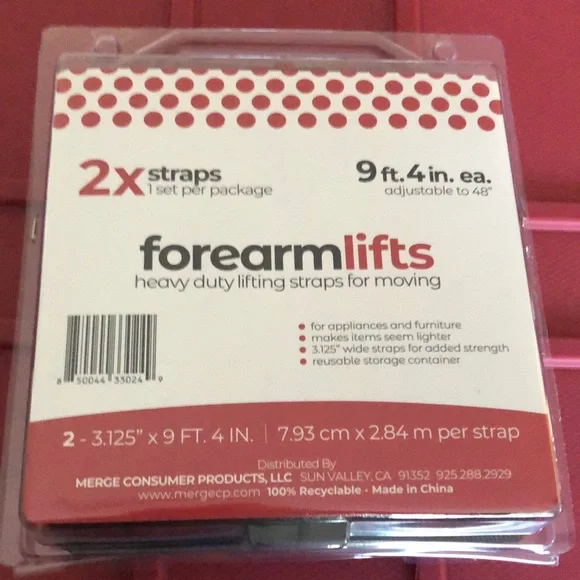 2x straps
1 set per package
9 ft. 4 in. ea.
adjustable to 48"
forearmlifts
heavy duty lifting straps for moving
• for appliances and furniture
• makes items seem lighter
• 3.125" wide straps for added strength
• reusable storage container
8 50044 33024 9
2 - 3.125" x 9 FT. 4 IN. | 7.93 cm x 2.84 m per strap
Distributed By
MERGE CONSUMER PRODUCTS, LLC SUN VALLEY, CA 91352 925.288.2929
www.mergecp.com 100% Recyclable - Made in China